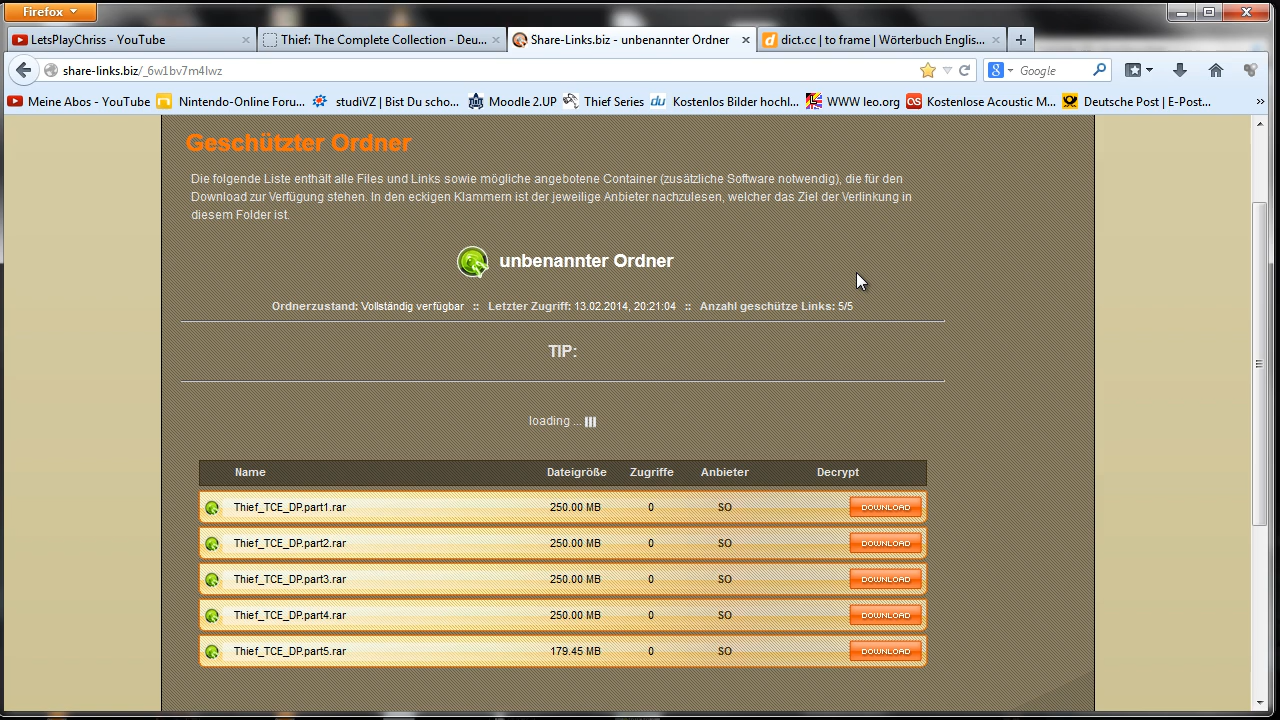 Firefox
LetsPlayChriss - YouTube
Thief: The Complete Collection - Deu...
Share-Links.biz - unbenannter Ordner
dict.cc | to frame | Wörterbuch Englis...
share-links.biz/_6w1bv7m4lwz
Google
Meine Abos - YouTube
Nintendo-Online Foru...
studiVZ | Bist Du scho...
Moodle 2.UP
Thief Series
Kostenlos Bilder hochl...
WWW leo.org
Kostenlose Acoustic M...
Deutsche Post | E-Post...
Geschützter Ordner
Die folgende Liste enthält alle Files und Links sowie mögliche angebotene Container (zusätzliche Software notwendig), die für den
Download zur Verfügung stehen. In den eckigen Klammern ist der jeweilige Anbieter nachzulesen, welcher das Ziel der Verlinkung in
diesem Folder ist.
unbenannter Ordner
Ordnerzustand: Vollständig verfügbar :: Letzter Zugriff: 13.02.2014, 20:21:04 :: Anzahl geschütze Links: 5/5
TIP:
loading ...
Name Dateigröße Zugriffe Anbieter Decrypt
Thief_TCE_DP.part1.rar 250.00 MB 0 SO DOWNLOAD
Thief_TCE_DP.part2.rar 250.00 MB 0 SO DOWNLOAD
Thief_TCE_DP.part3.rar 250.00 MB 0 SO DOWNLOAD
Thief_TCE_DP.part4.rar 250.00 MB 0 SO DOWNLOAD
Thief_TCE_DP.part5.rar 179.45 MB 0 SO DOWNLOAD